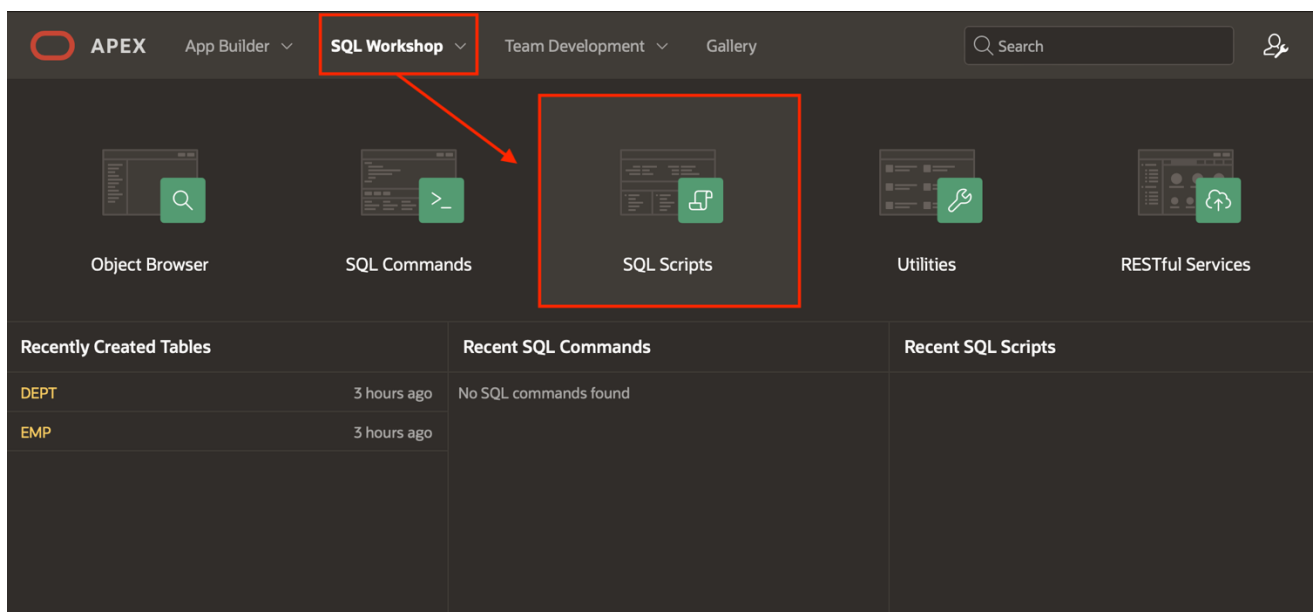 APEX App Builder SQL Workshop Team Development Gallery Search
>_
Object Browser SQL Commands SQL Scripts Utilities RESTful Services
Recently Created Tables Recent SQL Commands Recent SQL Scripts
DEPT 3 hours ago No SQL commands found
EMP 3 hours ago